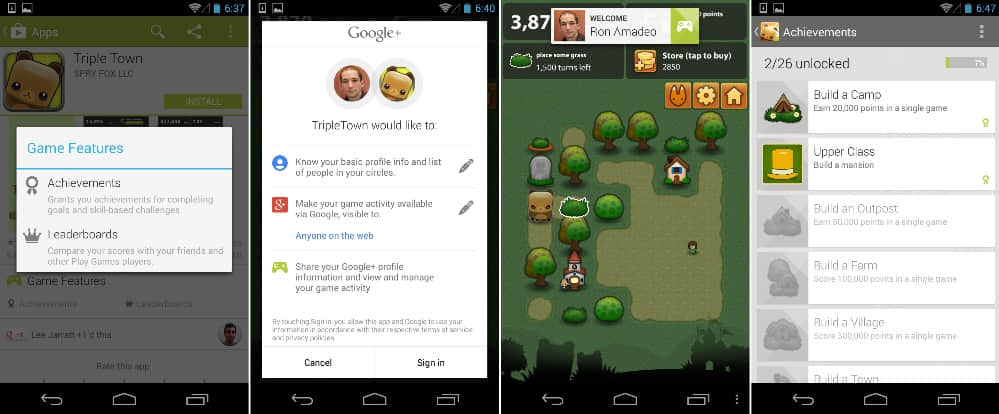 6:37
Apps
Triple Town
SPRY FOX LLC
INSTALL
Game Features
Achievements
Grants you achievements for completing
goals and skill-based challenges.
Leaderboards
Compare your scores with your friends and
other Play Games players.
Game Features
Achievements
Leaderboards
Lee Jarratt +1'd this
Rate this app
6:40
Google+
TripleTown would like to:
Know your basic profile info and list
of people in your circles.
Make your game activity available
via Google, visible to:
Anyone on the web
Share your Google+ profile
information and view and manage
your game activity
By touching Sign in, you allow this app and Google to use your
information in accordance with their respective terms of service
and privacy policies.
Cancel
Sign in
3,87
points
WELCOME
Ron Amadeo
place some grass
1,500 turns left
Store (tap to buy)
2850
6:47
Achievements
2/26 unlocked
7%
Build a Camp
Earn 20,000 points in a single game
Upper Class
Build a mansion
Build an Outpost
Earn 60,000 points in a single game
Build a Farm
Score 100,000 points in a single game
Build a Village
Score 300,000 points in a single game
Build a Town